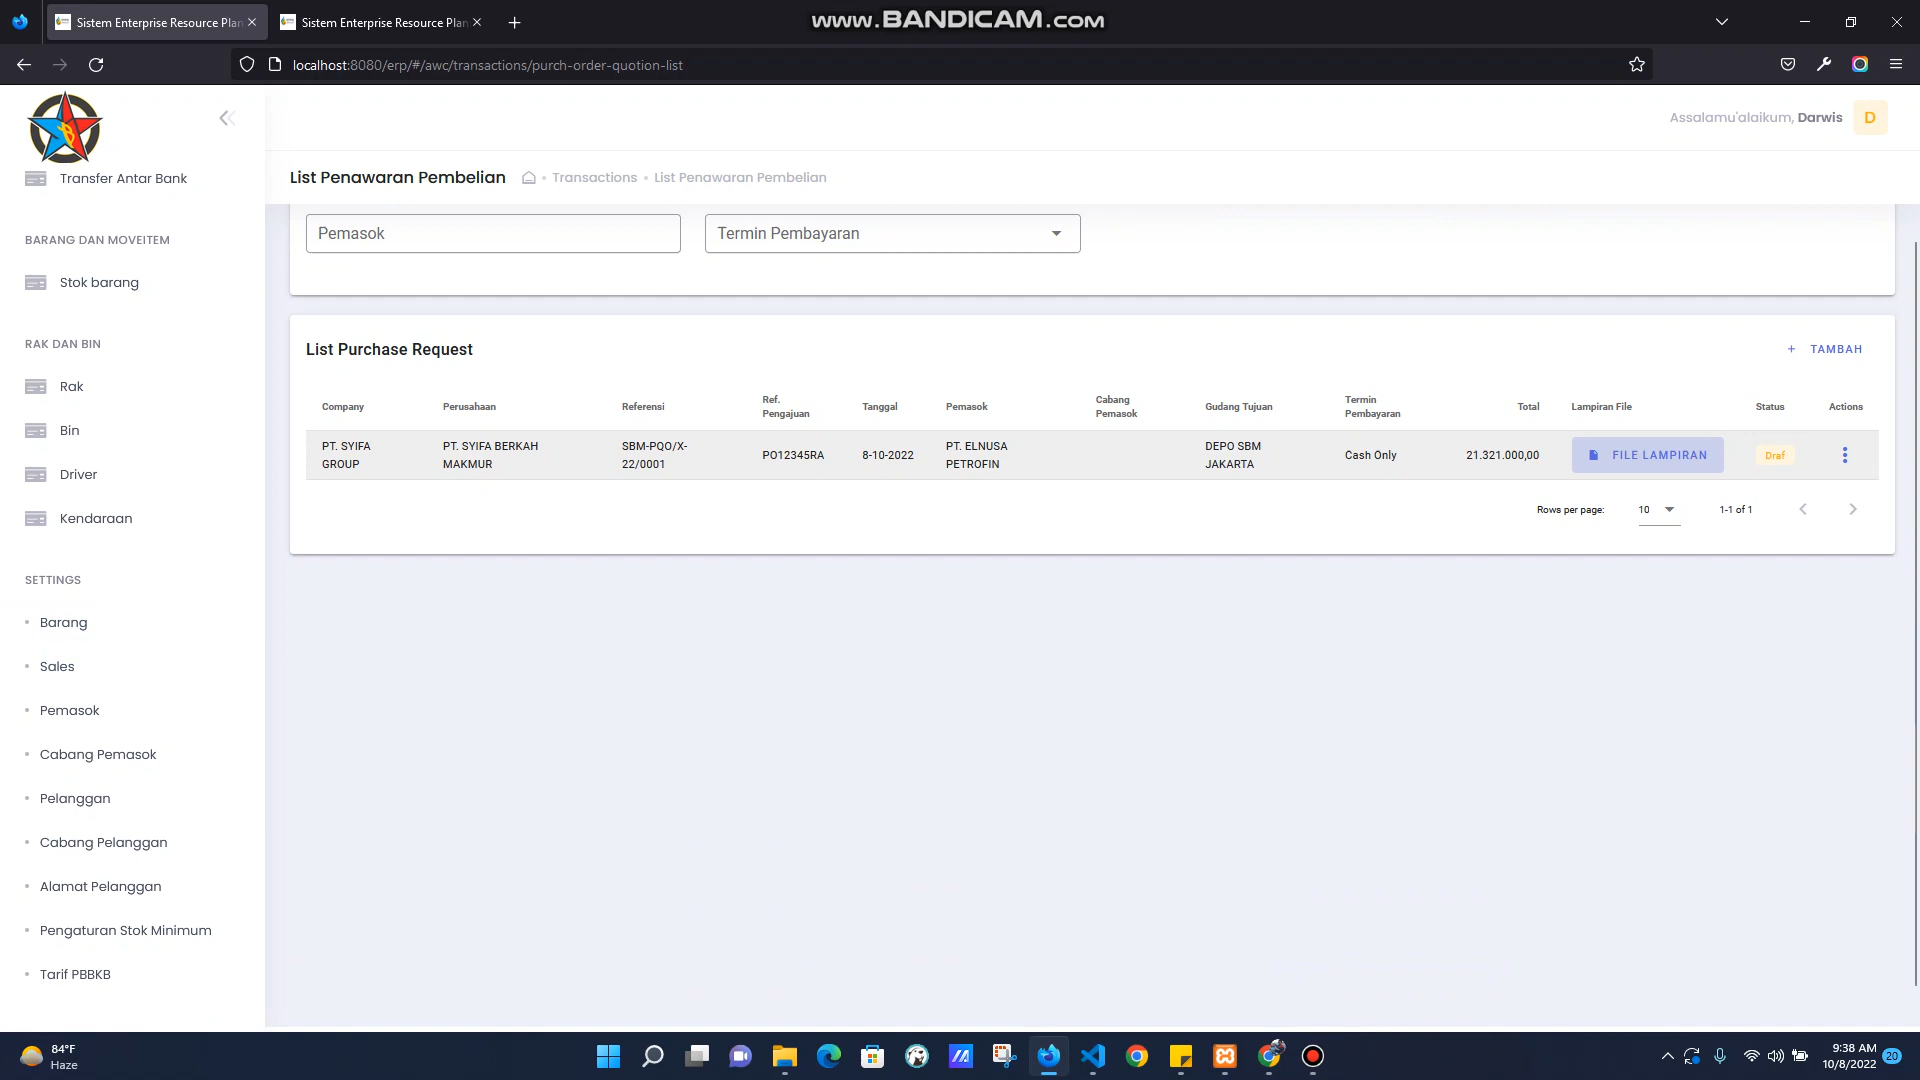 Sistem Enterprise Resource Plan
Sistem Enterprise Resource Plan
www.BANDICAM.com
localhost:8080/erp/#/awc/transactions/purch-order-quotion-list
Assalamu'alaikum, Darwis
D
Transfer Antar Bank
BARANG DAN MOVEITEM
Stok barang
RAK DAN BIN
Rak
Bin
Driver
Kendaraan
SETTINGS
Barang
Sales
Pemasok
Cabang Pemasok
Pelanggan
Cabang Pelanggan
Alamat Pelanggan
Pengaturan Stok Minimum
Tarif PBBKB
List Penawaran Pembelian
Transactions
List Penawaran Pembelian
Pemasok
Termin Pembayaran
List Purchase Request
+ TAMBAH
Company
Perusahaan
Referensi
Ref.
Pengajuan
Tanggal
Pemasok
Cabang
Pemasok
Gudang Tujuan
Termin
Pembayaran
Total
Lampiran File
Status
Actions
PT. SYIFA
GROUP
PT. SYIFA BERKAH
MAKMUR
SBM-PQO/X-
22/0001
PO12345RA
8-10-2022
PT. ELNUSA
PETROFIN
DEPO SBM
JAKARTA
Cash Only
21.321.000,00
FILE LAMPIRAN
Draf
Rows per page:
10
1-1 of 1
84°F
Haze
9:38 AM
10/8/2022
20